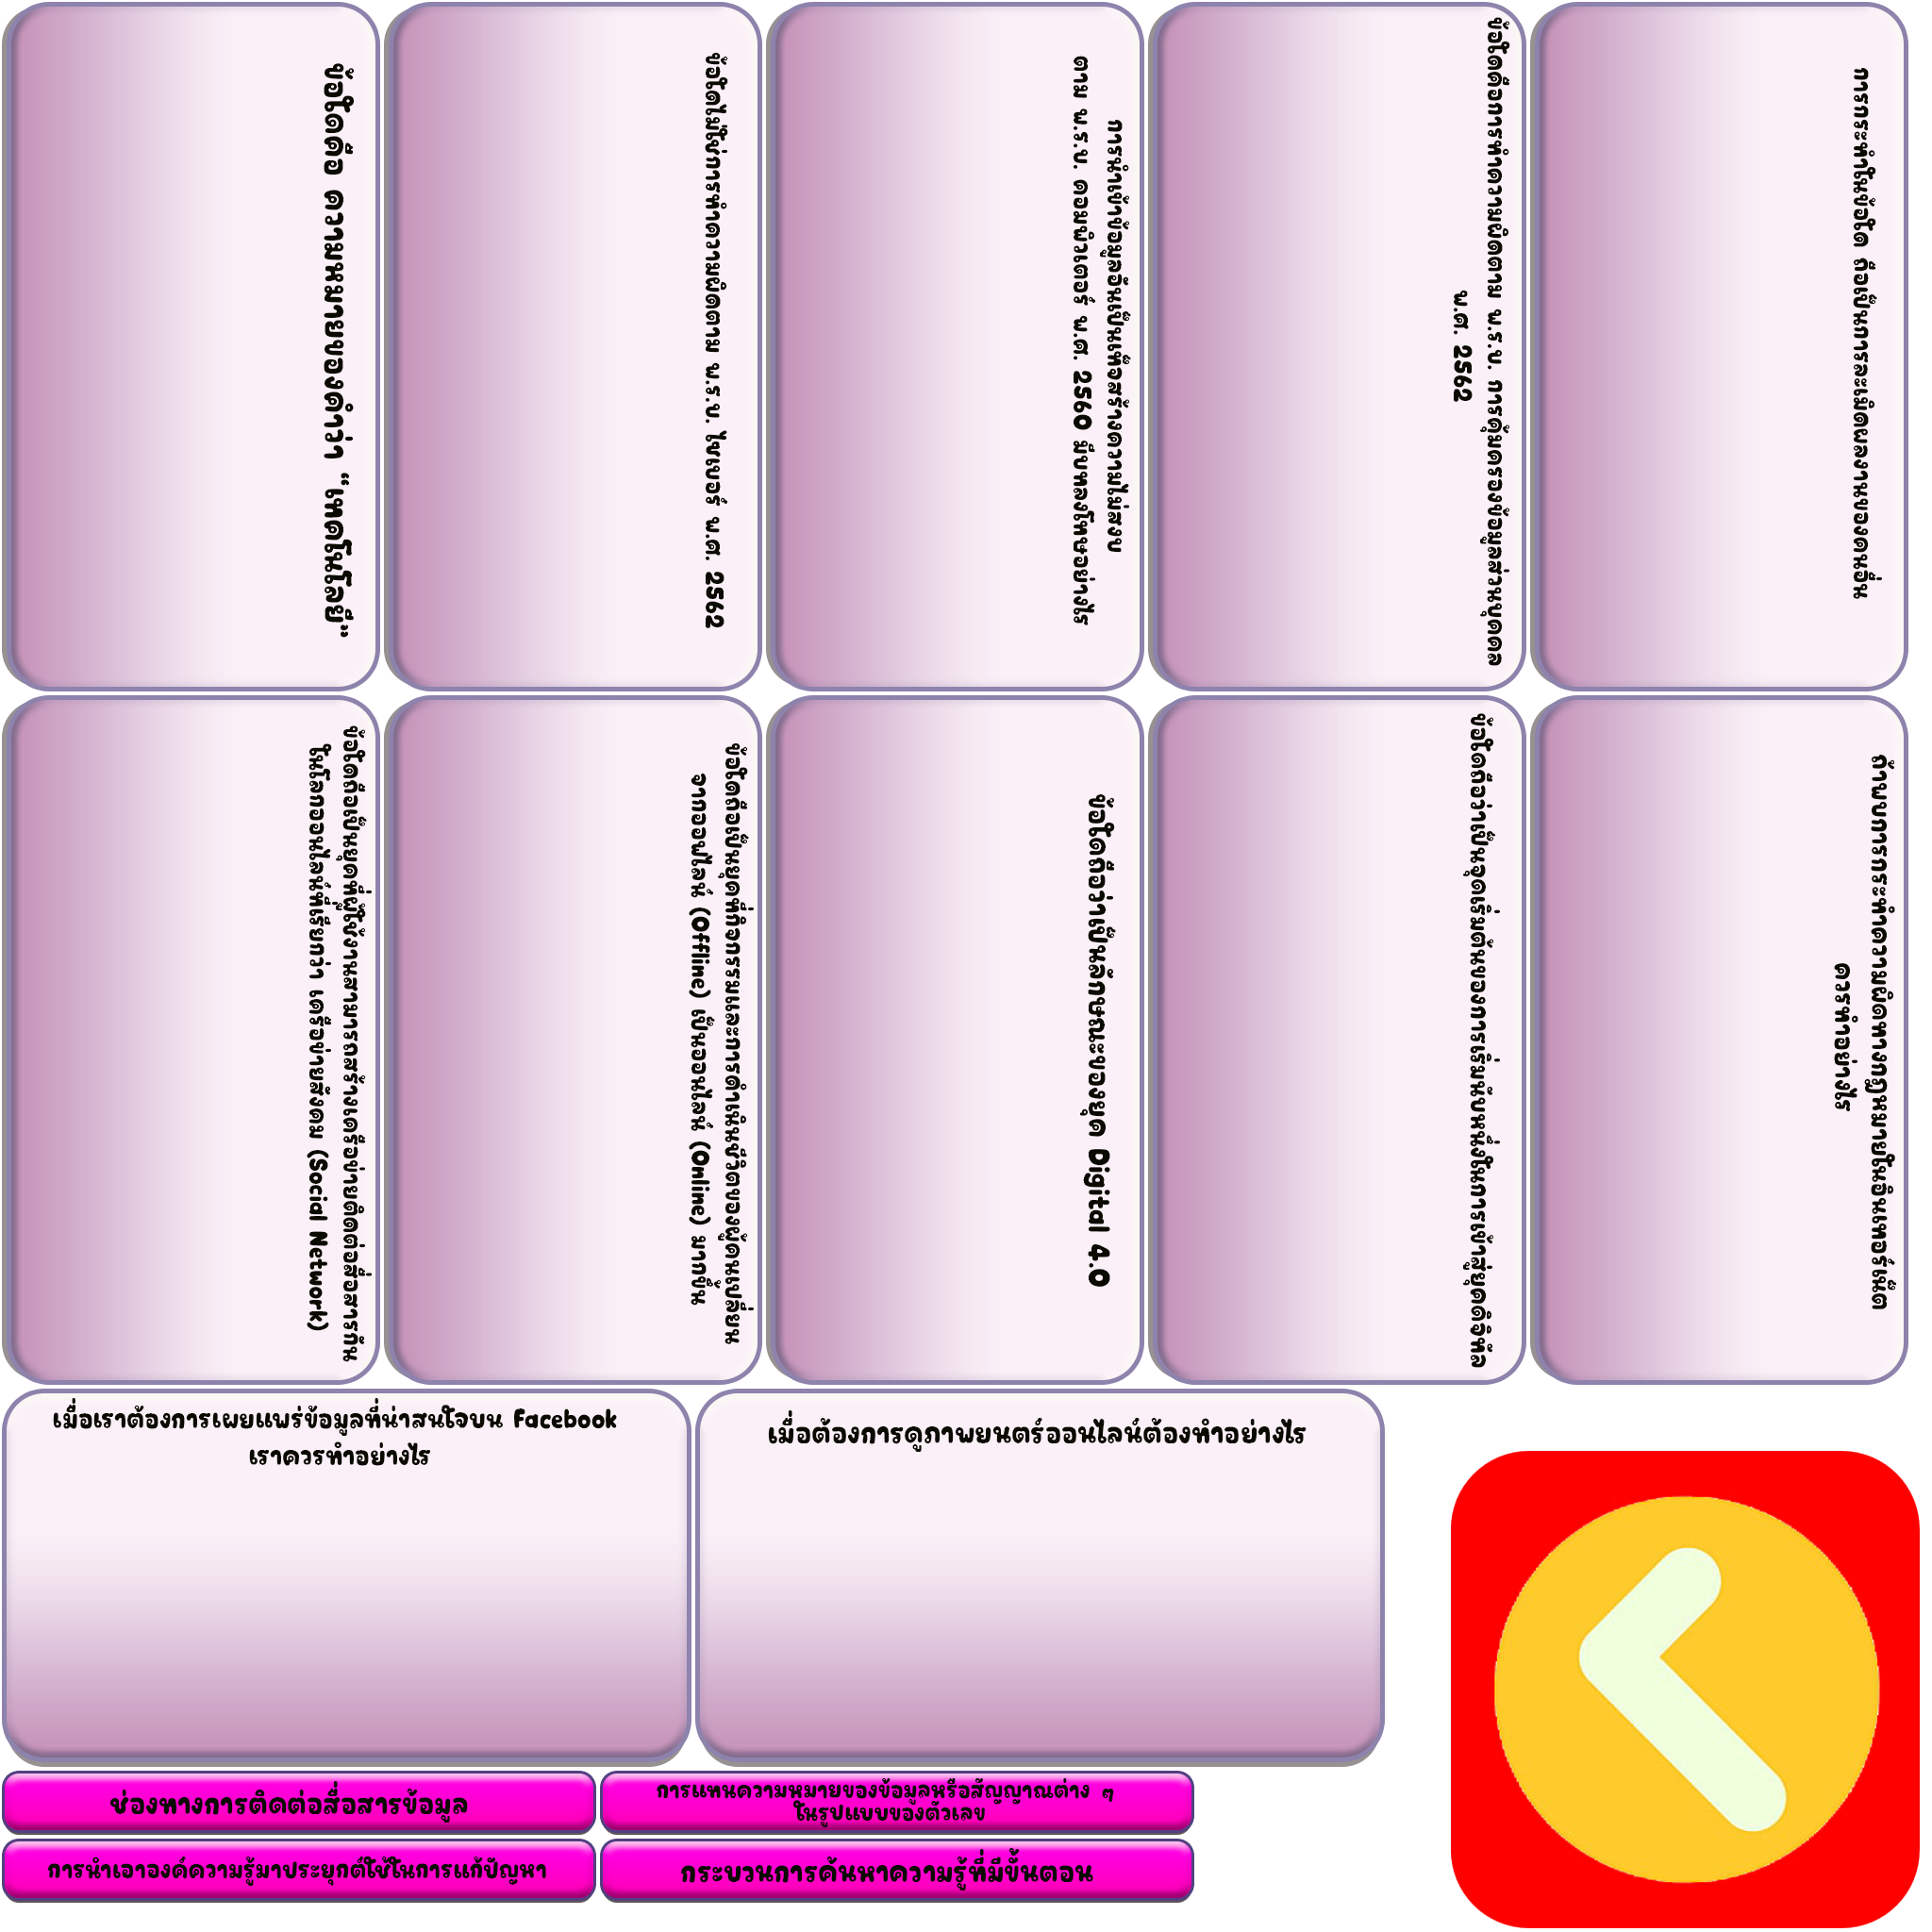 ข้อใดคือ ความหมายของคำว่า “เทคโนโลยี”
ข้อใดไม่ใช่การทำความผิดตาม พ.ร.บ. ไซเบอร์ พ.ศ. 2562
การนำเข้าข้อมูลอันเป็นเท็จสร้างความไม่สงบ
ตาม พ.ร.บ. คอมพิวเตอร์ พ.ศ. 2560 มีบทลงโทษอย่างไร
ข้อใดคือการทำความผิดตาม พ.ร.บ. การคุ้มครองข้อมูลส่วนบุคคล
พ.ศ. 2562
การกระทำในข้อใด ถือเป็นการละเมิดผลงานของคนอื่น
ข้อใดถือเป็นยุคที่ผู้ใช้งานสามารถสร้างเครือข่ายติดต่อสื่อสารกัน
ในโลกออนไลน์ที่เรียกว่า เครือข่ายสังคม (Social Network)
ข้อใดถือเป็นยุคที่กิจกรรมและการดำเนินชีวิตของผู้คนเปลี่ยน
จากออฟไลน์ (Offline) เป็นออนไลน์ (Online) มากขึ้น
ข้อใดถือว่าเป็นลักษณะของยุค Digital 4.0
ข้อใดถือว่าเป็นจุดเริ่มต้นของการเริ่มนับหนึ่งในการเข้าสู่ยุคดิจิทัล
ถ้าพบการกระทำความผิดทางกฎหมายในอินเทอร์เน็ต
ควรทำอย่างไร
เมื่อเราต้องการเผยแพร่ข้อมูลที่น่าสนใจบน Facebook
เราควรทำอย่างไร
เมื่อต้องการดูภาพยนตร์ออนไลน์ต้องทำอย่างไร
ช่องทางการติดต่อสื่อสารข้อมูล
การแทนความหมายของข้อมูลหรือสัญญาณต่าง ๆ
ในรูปแบบของตัวเลข
การนำเอาองค์ความรู้มาประยุกต์ใช้ในการแก้ปัญหา
กระบวนการค้นหาความรู้ที่มีขั้นตอน